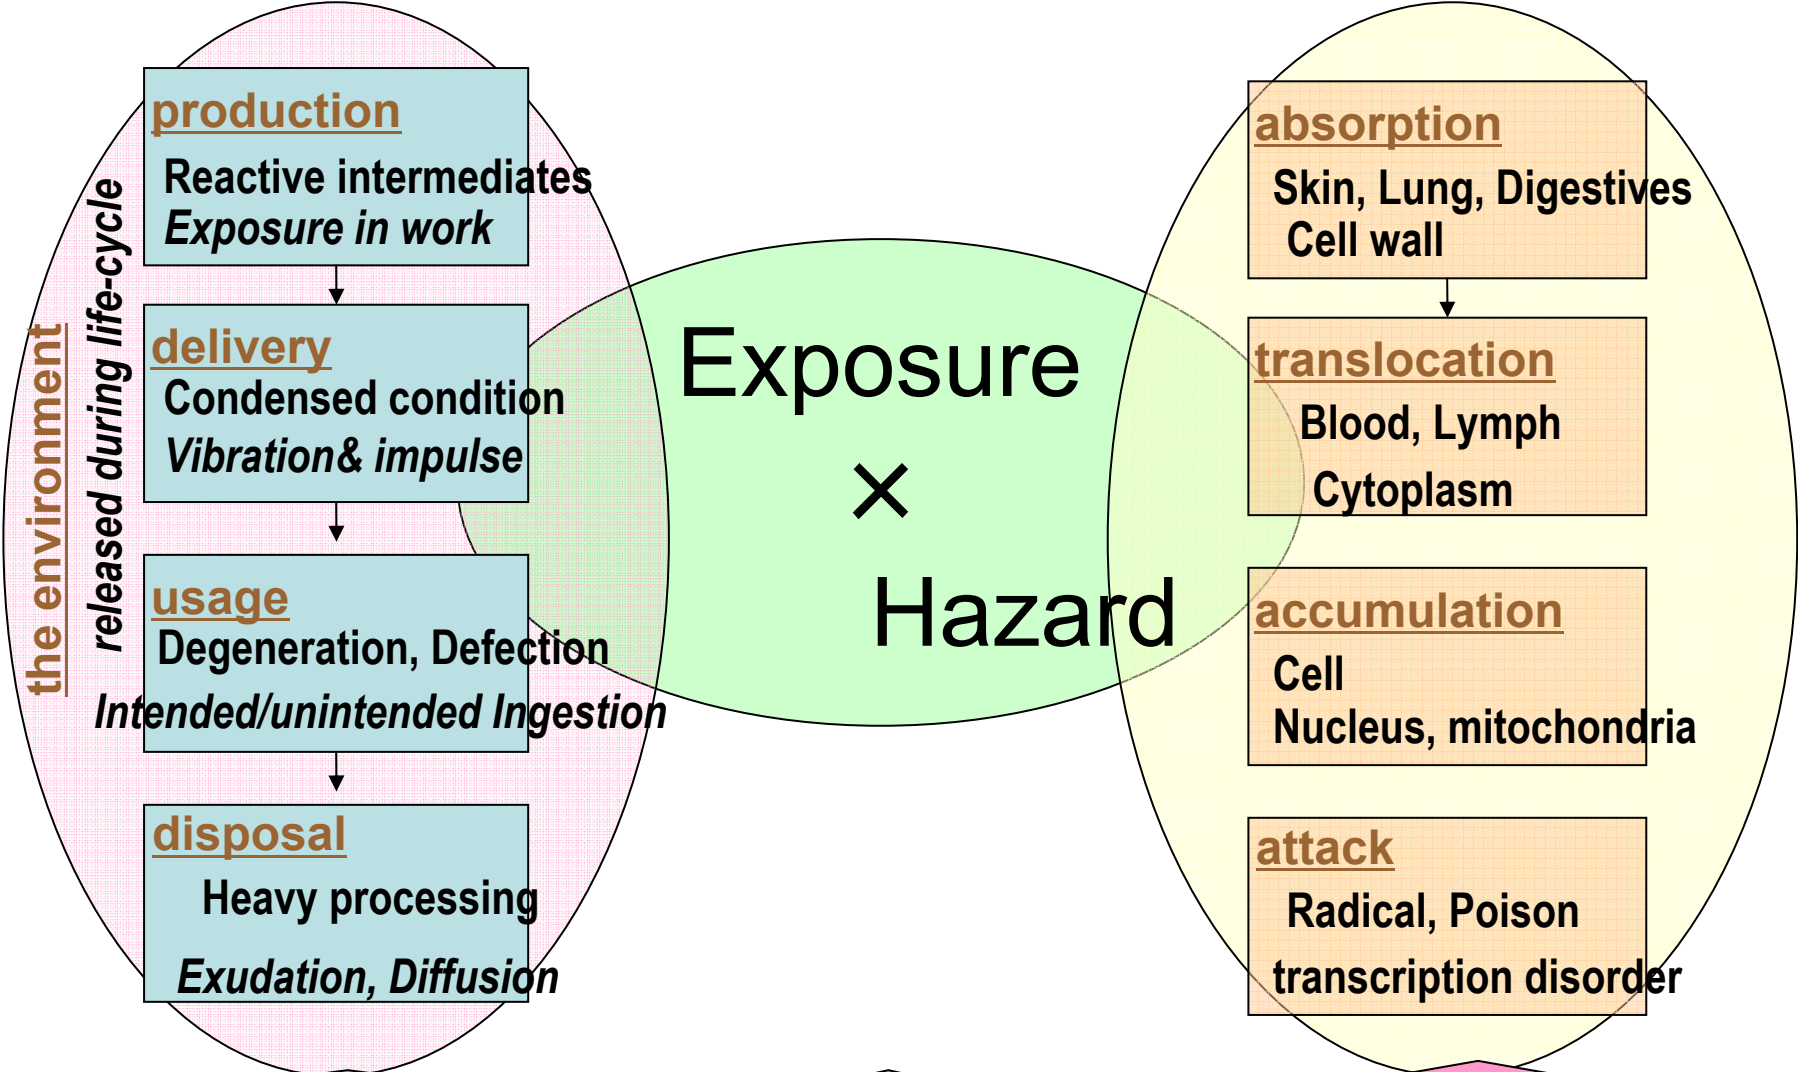 the environment
released during life-cycle
production
Reactive intermediates
Exposure in work
delivery
Condensed condition
Vibration& impulse
usage
Degeneration, Defection
Intended/unintended Ingestion
disposal
Heavy processing
Exudation, Diffusion
Exposure
×
Hazard
absorption
Skin, Lung, Digestives
Cell wall
translocation
Blood, Lymph
Cytoplasm
accumulation
Cell
Nucleus, mitochondria
attack
Radical, Poison
transcription disorder